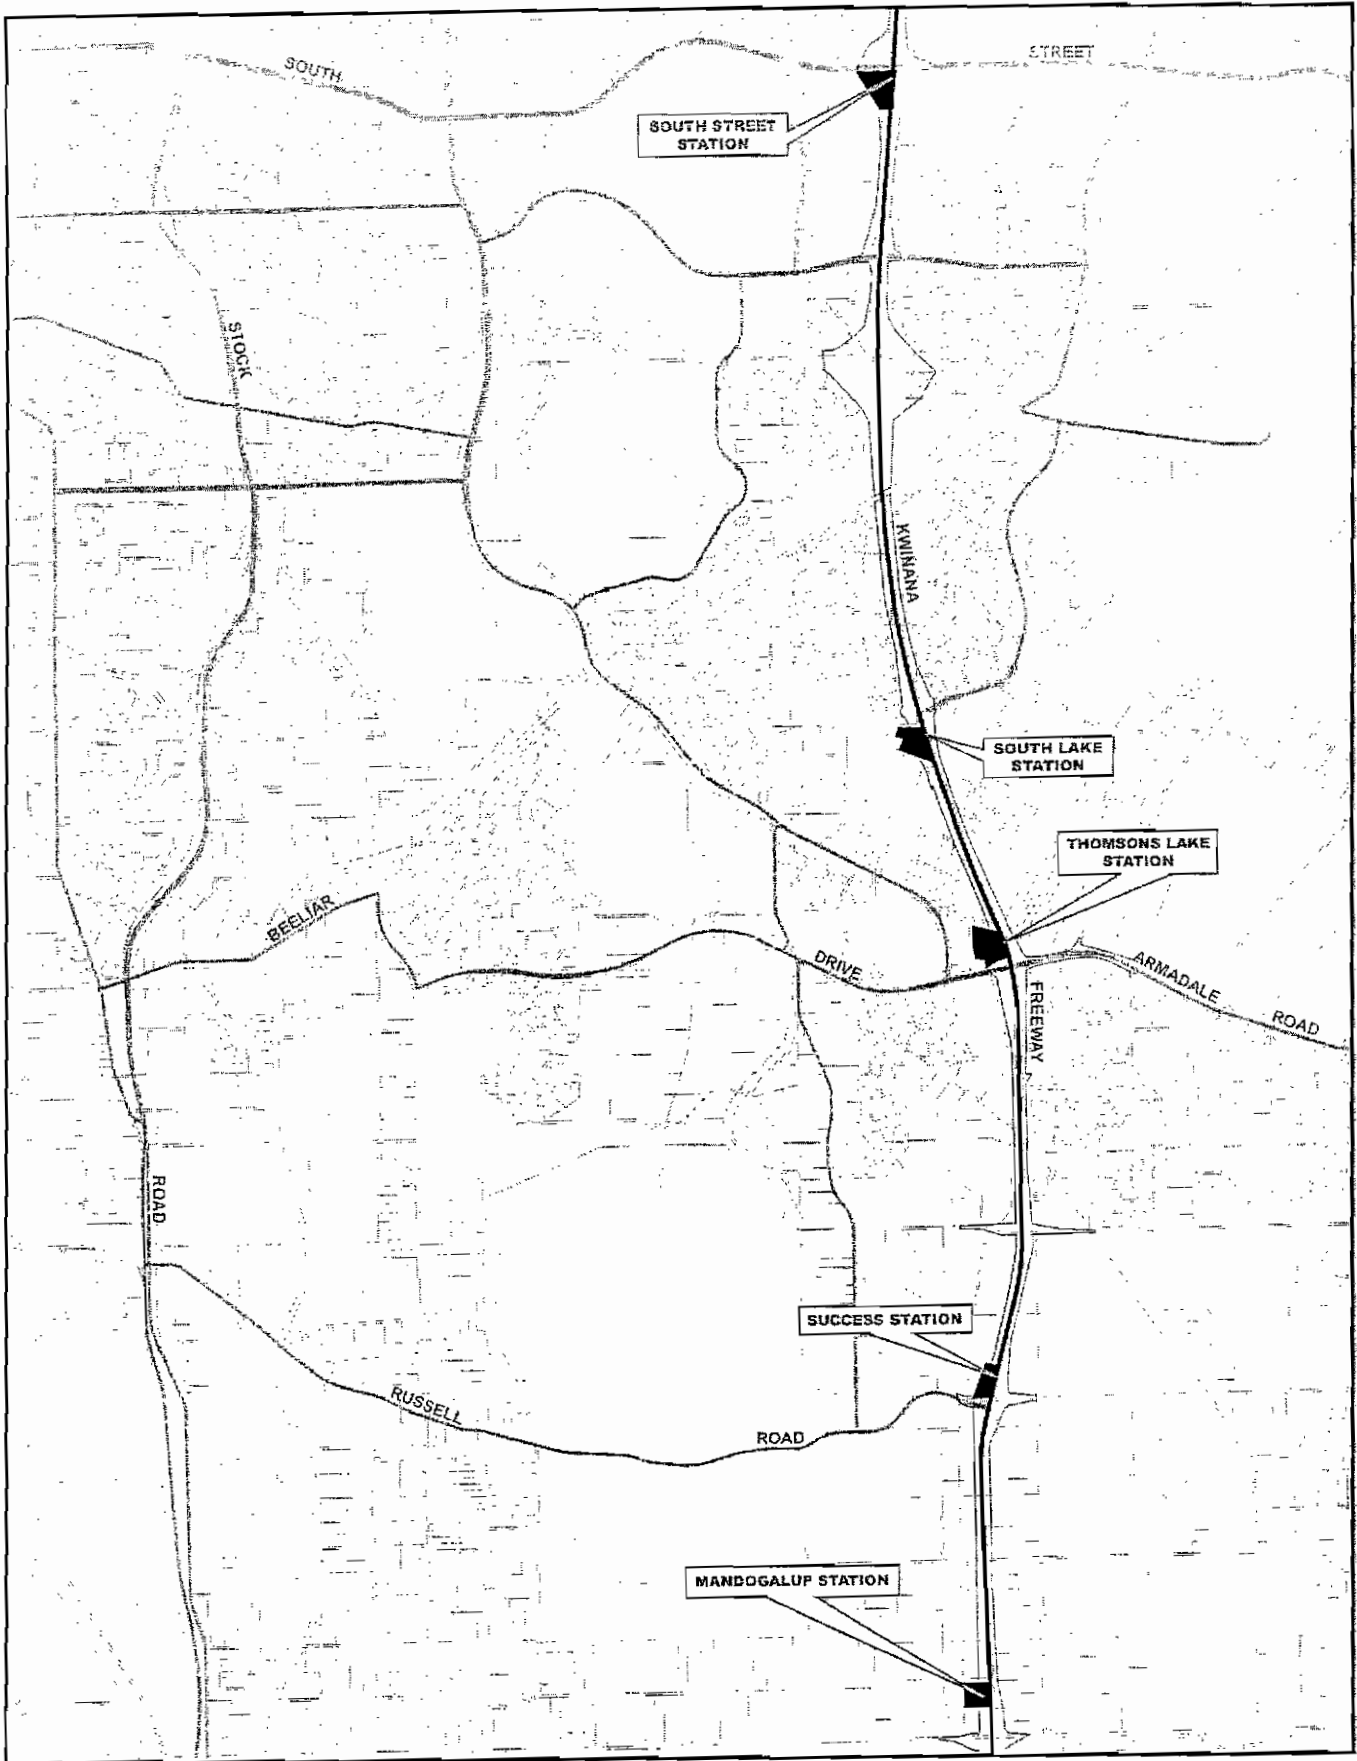 SOUTH
STREET
SOUTH STREET
STATION
STOCK
KWINANA
SOUTH LAKE
STATION
THOMSONS LAKE
STATION
BEELIAR
DRIVE
ARMADALE
ROAD
FREEWAY
ROAD
SUCCESS STATION
RUSSELL
ROAD
MANDOGALUP STATION